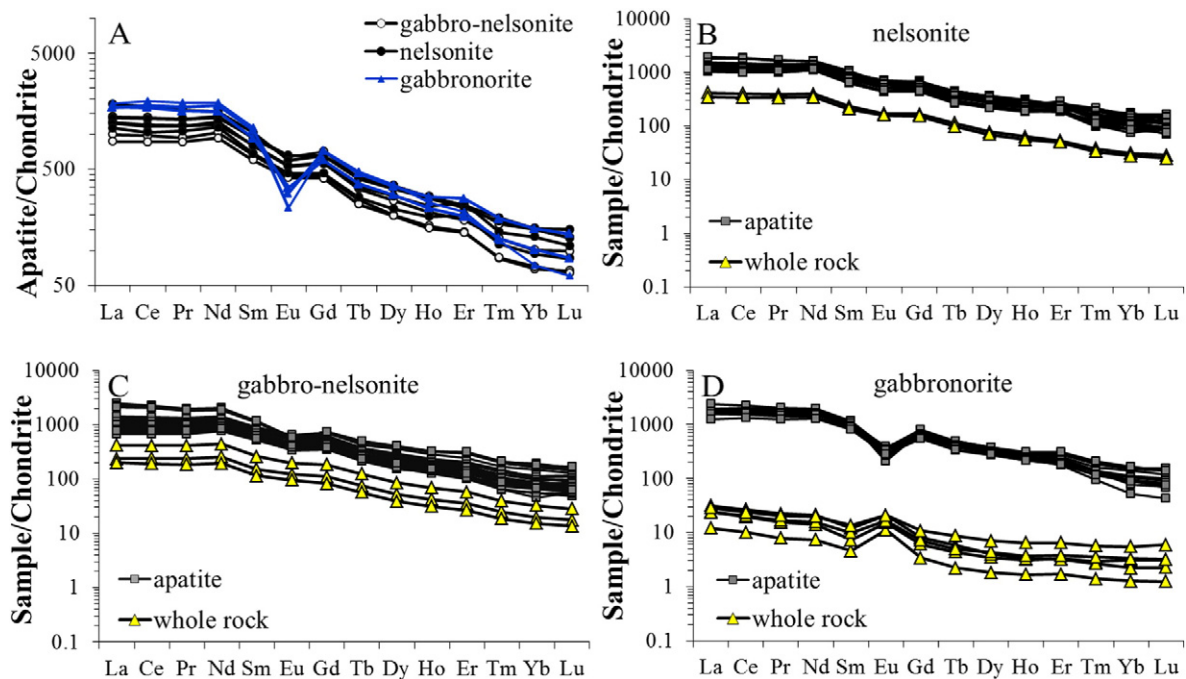 A
gabbro-nelsonite
nelsonite
gabbronorite
Apatite/Chondrite
5000
500
50
La Ce Pr Nd Sm Eu Gd Tb Dy Ho Er Tm Yb Lu
B
nelsonite
Sample/Chondrite
10000
1000
100
10
1
0.1
apatite
whole rock
La Ce Pr Nd Sm Eu Gd Tb Dy Ho Er Tm Yb Lu
C
gabbro-nelsonite
Sample/Chondrite
10000
1000
100
10
1
0.1
apatite
whole rock
La Ce Pr Nd Sm Eu Gd Tb Dy Ho Er Tm Yb Lu
D
gabbronorite
Sample/Chondrite
10000
1000
100
10
1
0.1
apatite
whole rock
La Ce Pr Nd Sm Eu Gd Tb Dy Ho Er Tm Yb Lu